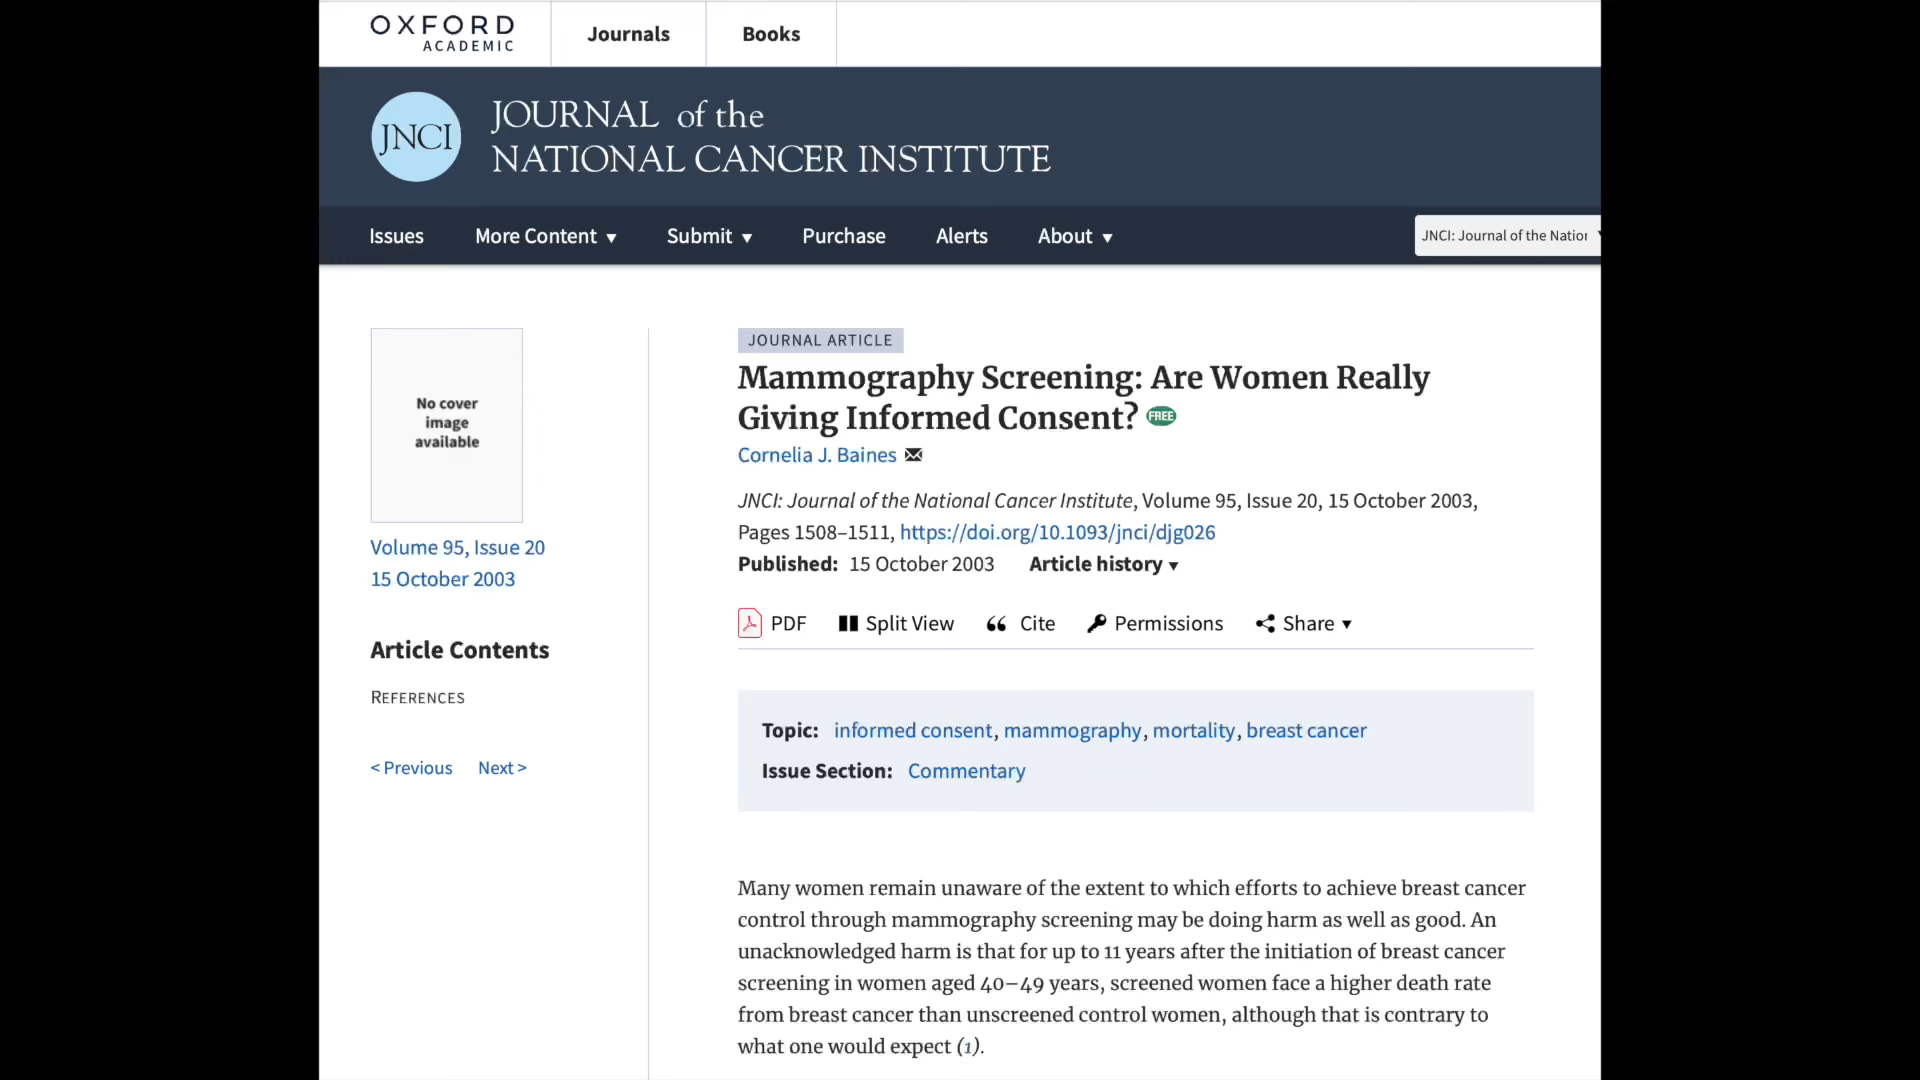 OXFORD
ACADEMIC
Journals
Books
JNCI
JOURNAL of the
NATIONAL CANCER INSTITUTE
Issues
More Content ▼
Submit ▼
Purchase
Alerts
About ▼
JNCI: Journal of the Nation
No cover
image
available
Volume 95, Issue 20
15 October 2003
Article Contents
REFERENCES
< Previous
Next >
JOURNAL ARTICLE
Mammography Screening: Are Women Really
Giving Informed Consent? FREE
Cornelia J. Baines
JNCI: Journal of the National Cancer Institute, Volume 95, Issue 20, 15 October 2003,
Pages 1508–1511, https://doi.org/10.1093/jnci/djg026
Published: 15 October 2003 Article history ▼
PDF
Split View
Cite
Permissions
Share ▼
Topic: informed consent, mammography, mortality, breast cancer
Issue Section: Commentary
Many women remain unaware of the extent to which efforts to achieve breast cancer
control through mammography screening may be doing harm as well as good. An
unacknowledged harm is that for up to 11 years after the initiation of breast cancer
screening in women aged 40–49 years, screened women face a higher death rate
from breast cancer than unscreened control women, although that is contrary to
what one would expect (1).